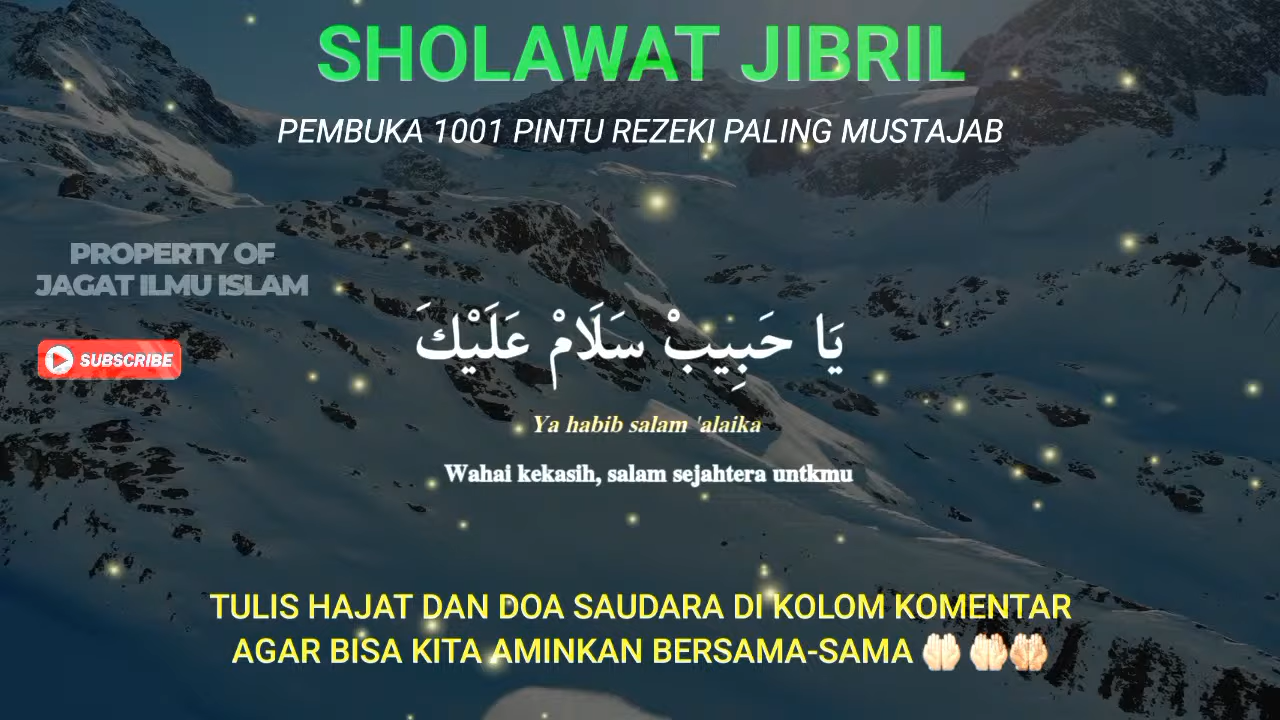 SHOLAWAT JIBRIL
PEMBUKA 1001 PINTU REZEKI PALING MUSTAJAB
PROPERTY OF
JAGAT ILMU ISLAM
SUBSCRIBE
يَا حَبِيبْ سَلَامْ عَلَيْكَ
Ya habib salam 'alaika
Wahai kekasih, salam sejahtera untkmu
TULIS HAJAT DAN DOA SAUDARA DI KOLOM KOMENTAR
AGAR BISA KITA AMINKAN BERSAMA-SAMA 🤲🏻 🤲🏻🤲🏼